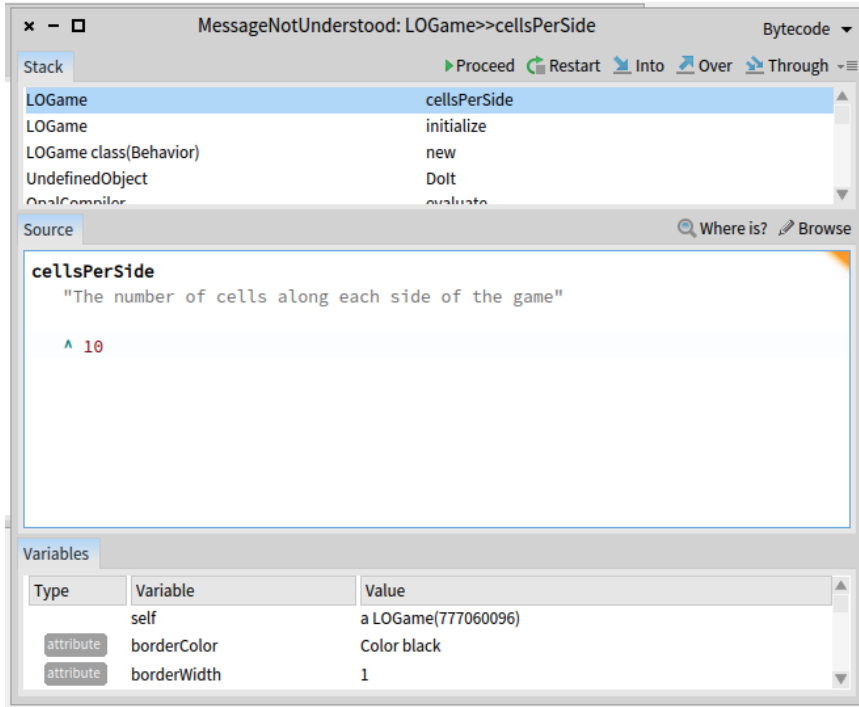 MessageNotUnderstood: LOGame>>cellsPerSide Bytecode
Stack Proceed Restart Into Over Through
LOGame cellsPerSide
LOGame initialize
LOGame class(Behavior) new
UndefinedObject DoIt
OpalCompiler evaluate
Source Where is? Browse
cellsPerSide
"The number of cells along each side of the game"
^ 10
Variables
Type Variable Value
self a LOGame(777060096)
attribute borderColor Color black
attribute borderWidth 1